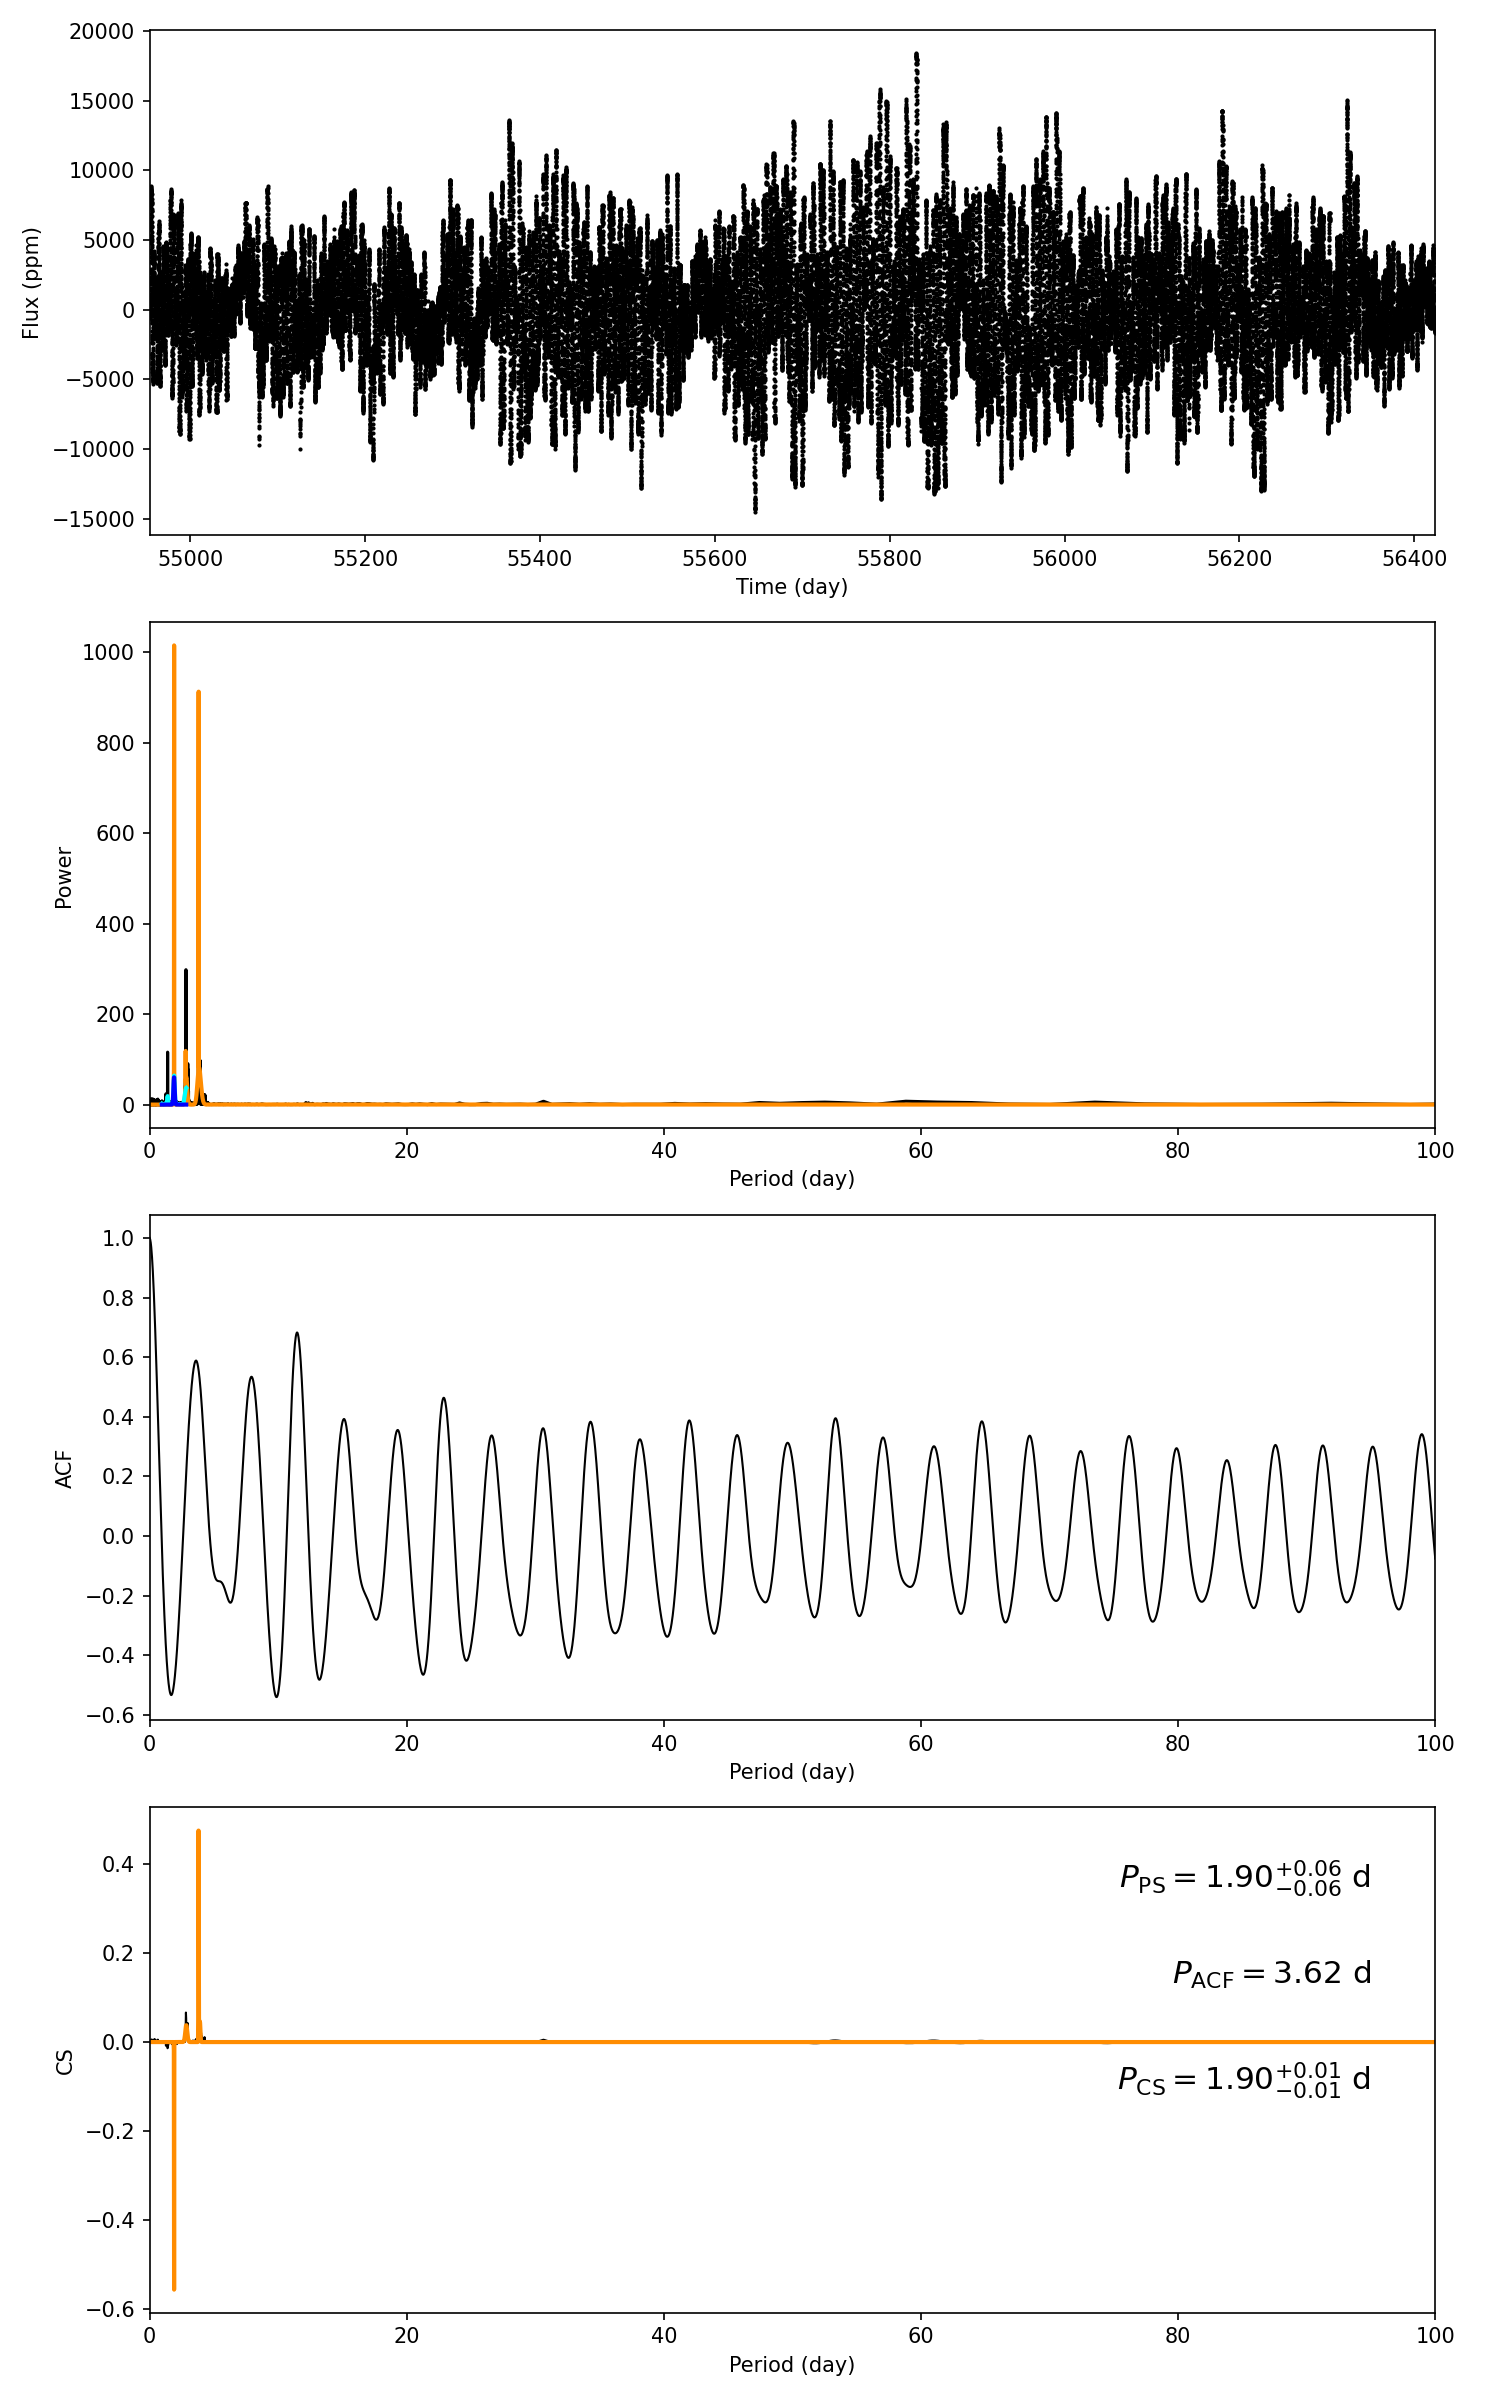 20000
15000
10000
5000
0
−5000
−10000
−15000
Flux (ppm)
55000 55200 55400 55600 55800 56000 56200 56400
Time (day)
1000
800
600
400
200
0
Power
0 20 40 60 80 100
Period (day)
1.0
0.8
0.6
0.4
0.2
0.0
−0.2
−0.4
−0.6
ACF
0 20 40 60 80 100
Period (day)
0.4
0.2
0.0
−0.2
−0.4
−0.6
CS
P_PS = 1.90 +0.06 −0.06 d
P_ACF = 3.62 d
P_CS = 1.90 +0.01 −0.01 d
0 20 40 60 80 100
Period (day)